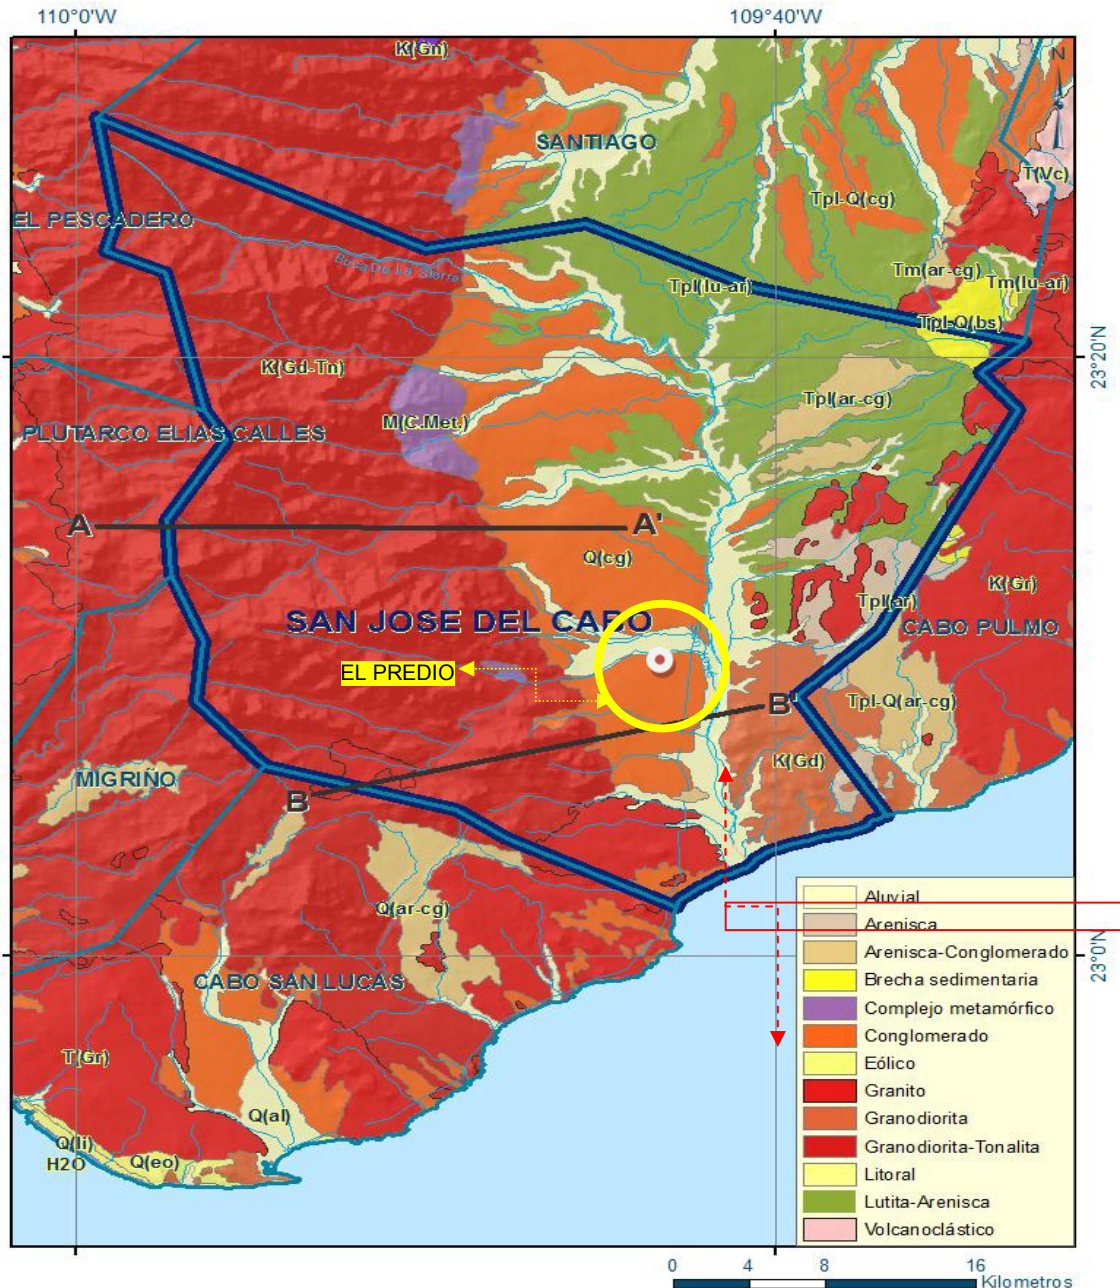 110°0'W
109°40'W
K(Gn)
N
SANTIAGO
T(Vc)
Tpl-Q(cg)
EL PESCADERO
Boca De La Sierra
Tm(ar-cg)
Tm(lu-ar)
Tpl(lu-ar)
Tpl-Q(bs)
23°20'N
K(Gd-Tn)
Tpl(ar-cg)
M(C.Met.)
PLUTARCO ELIAS CALLES
A
A'
Q(cg)
K(Gr)
Tpl(ar)
SAN JOSE DEL CABO
CABO PULMO
EL PREDIO
Tpl-Q(ar-cg)
B'
K(Gd)
MIGRIÑO
B
Q(ar-cg)
CABO SAN LUCAS
23°0'N
T(Gr)
Q(al)
Q(li)
H2O
Q(eo)
Aluvial
Arenisca
Arenisca-Conglomerado
Brecha sedimentaria
Complejo metamórfico
Conglomerado
Eólico
Granito
Granodiorita
Granodiorita-Tonalita
Litoral
Lutita-Arenisca
Volcanoclástico
0 4 8 16
Kilometros